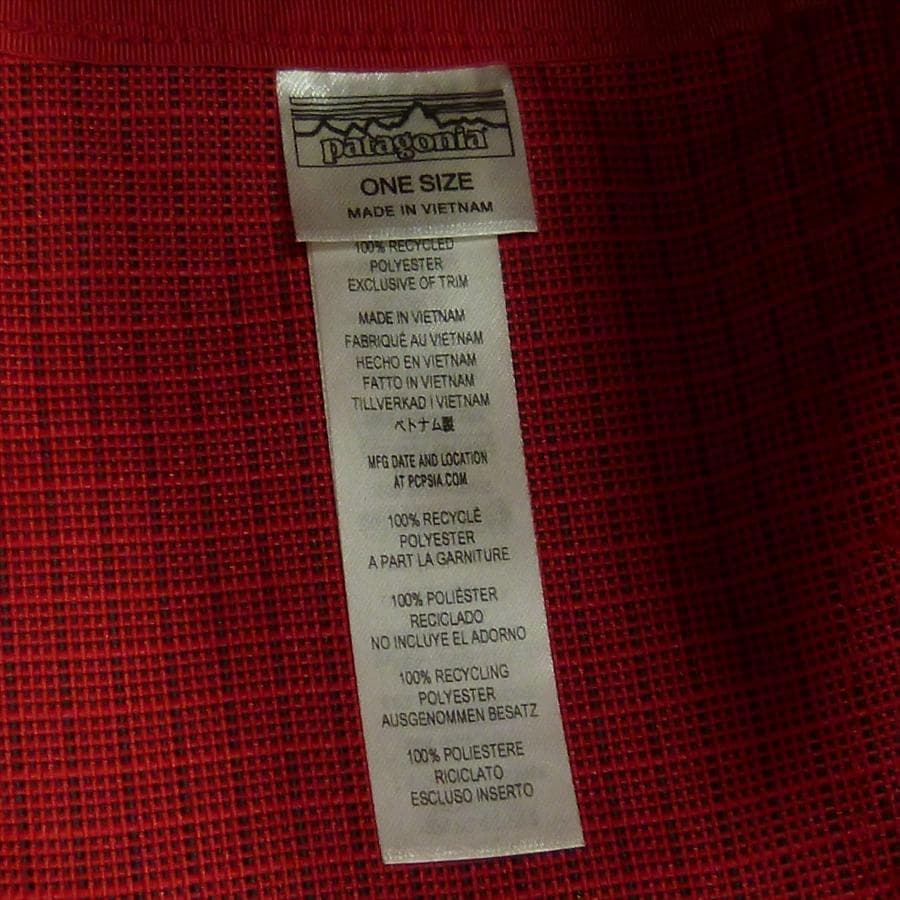 patagonia
ONE SIZE
MADE IN VIETNAM
100% RECYCLED
POLYESTER
EXCLUSIVE OF TRIM
MADE IN VIETNAM
FABRIQUÉ AU VIETNAM
HECHO EN VIETNAM
FATTO IN VIETNAM
TILLVERKAD I VIETNAM
ベトナム製
MFG DATE AND LOCATION
AT PCPSIA.COM
100% RECYCLÉ
POLYESTER
A PART LA GARNITURE
100% POLIÉSTER
RECICLADO
NO INCLUYE EL ADORNO
100% RECYCLING
POLYESTER
AUSGENOMMEN BESATZ
100% POLIESTERE
RICICLATO
ESCLUSO INSERTO